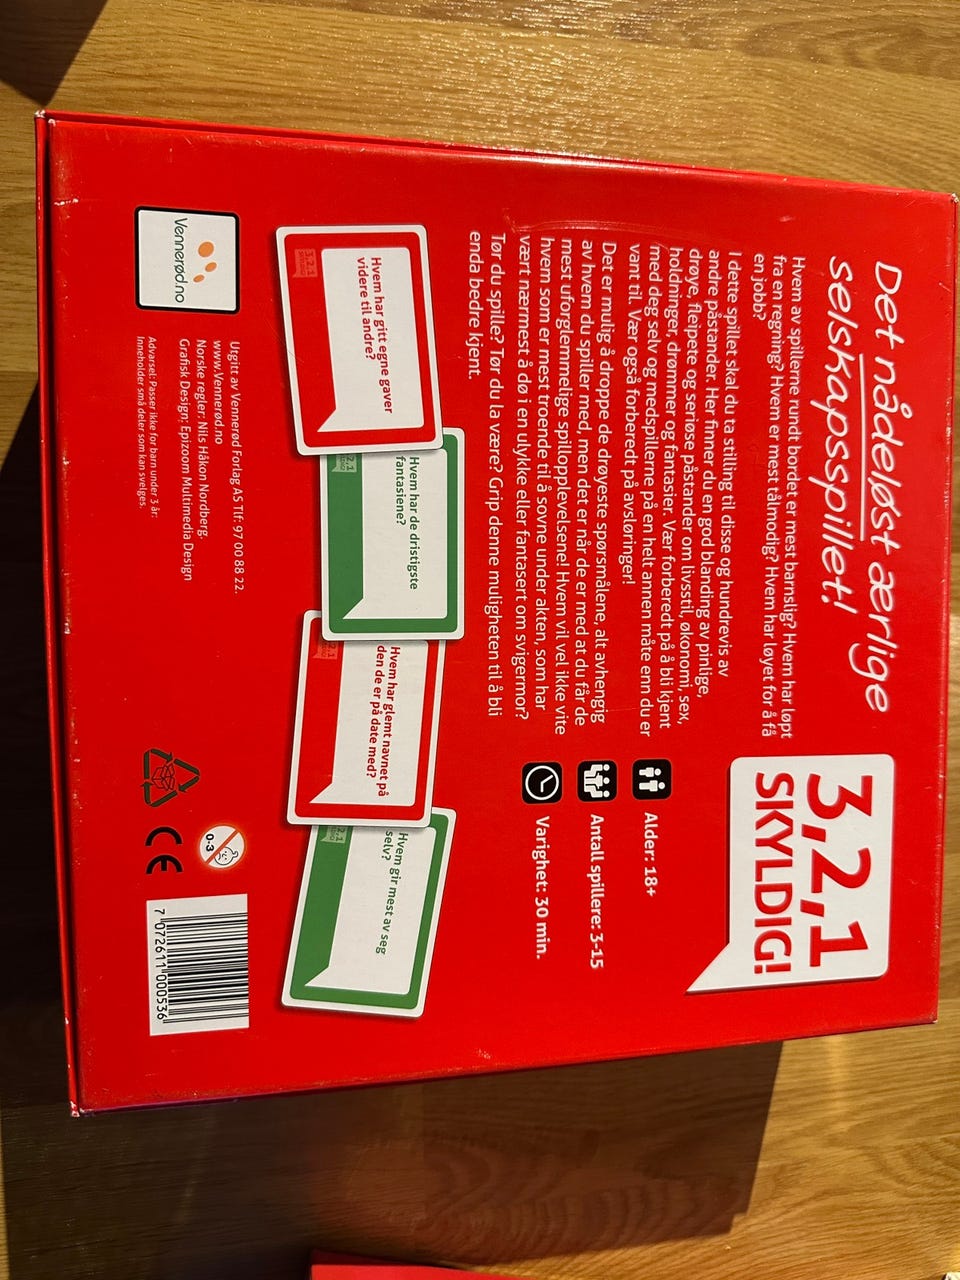 Det nådeløst ærlige
selskapsspillet!
Hvem av spillerne rundt bordet er mest barnslig? Hvem har løpt
fra en regning? Hvem er mest tålmodig? Hvem har løyet for å få
en jobb?
I dette spillet skal du ta stilling til disse og hundrevis av
andre påstander. Her finner du en god blanding av pinlige,
drøye, fleipete og seriøse påstander om livsstil, økonomi, sex,
holdninger, drømmer og fantasier. Vær forberedt på å bli kjent
med deg selv og medspillerne på en helt annen måte enn du er
vant til. Vær også forberedt på avsløringer!
Det er mulig å droppe de drøyeste spørsmålene, alt avhengig
av hvem du spiller med, men det er når de er med at du får de
mest uforglemmelige spillopplevelsene! Hvem vil vel ikke vite
hvem som er mest troende til å sovne under akten, som har
vært nærmest å dø i en ulykke eller fantasert om svigermor?
Tør du spille? Tør du la være? Grip denne muligheten til å bli
enda bedre kjent.
3,2,1
SKYLDIG!
Alder: 18+
Antall spillere: 3-15
Varighet: 30 min.
Hvem har gitt egne gaver
videre til andre?
3,2,1
SKYLDIG
Hvem har de dristigste
fantasiene?
Hvem har glemt navnet på
den de er på date med?
Hvem gir mest av seg
selv?
Vennerød.no
Utgitt av Vennerød Forlag AS Tlf: 97 00 88 22.
www.Vennerød.no
Norske regler: Nils Håkon Nordberg.
Grafisk Design: Epizoom Multimedia Design
Advarsel: Passer ikke for barn under 3 år:
Inneholder små deler som kan svelges.
0-3
CE
7 072611 000536